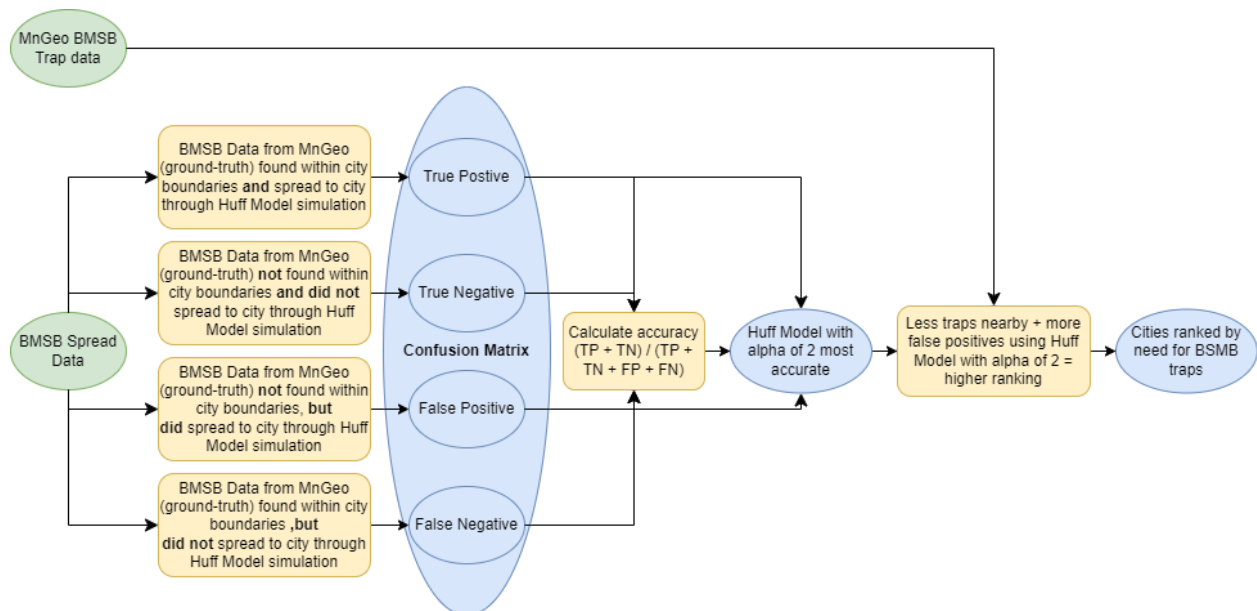 MnGeo BMSB
Trap data
BMSB Data from MnGeo
(ground-truth) found within city
boundaries and spread to city
through Huff Model simulation
True Postive
BMSB Data from MnGeo
(ground-truth) not found within
city boundaries and did not
spread to city through Huff
Model simulation
True Negative
BMSB Spread
Data
Confusion Matrix
Calculate accuracy
(TP + TN) / (TP +
TN + FP + FN)
Huff Model with
alpha of 2 most
accurate
Less traps nearby + more
false positives using Huff
Model with alpha of 2 =
higher ranking
Cities ranked by
need for BSMB
traps
BMSB Data from MnGeo
(ground-truth) not found within
city boundaries, but
did spread to city through Huff
Model simulation
False Positive
BMSB Data from MnGeo
(ground-truth) found within city
boundaries ,but
did not spread to city through
Huff Model simulation
False Negative